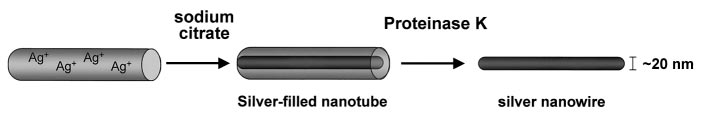 sodium
citrate
Proteinase K
Ag⁺ Ag⁺ Ag⁺ Ag⁺
~20 nm
Silver-filled nanotube
silver nanowire